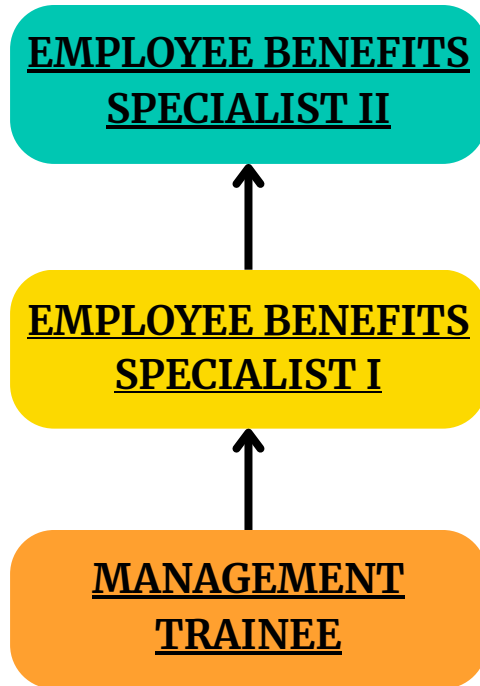 EMPLOYEE BENEFITS
SPECIALIST II
EMPLOYEE BENEFITS
SPECIALIST I
MANAGEMENT
TRAINEE